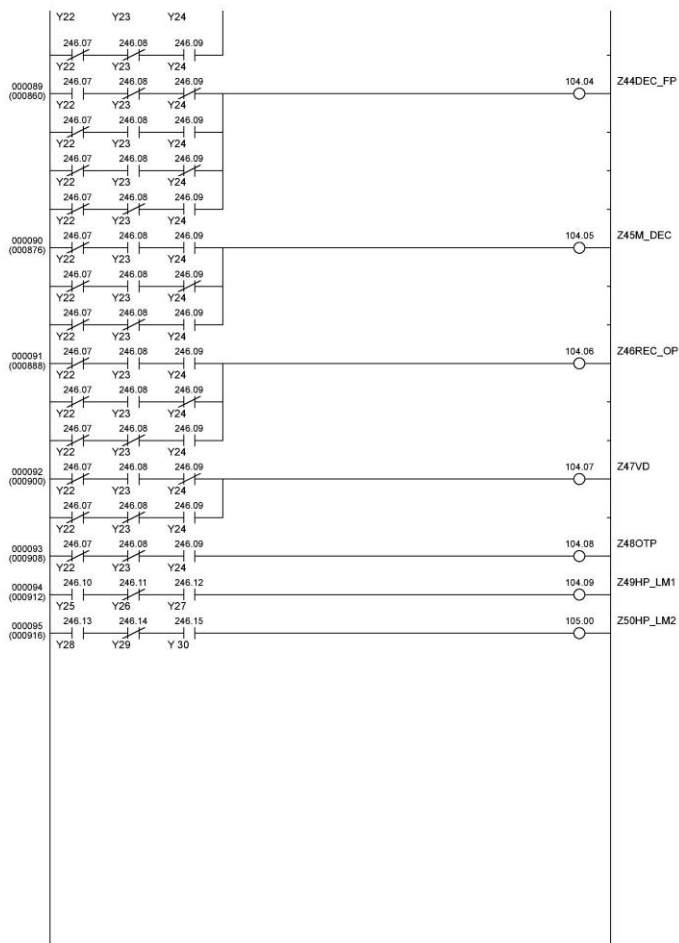 Y22 Y23 Y24
246.07 246.08 246.09
Y22 Y23 Y24
000089 246.07 246.08 246.09 104.04 Z44DEC_FP
(000860)
Y22 Y23 Y24
246.07 246.08 246.09
Y22 Y23 Y24
246.07 246.08 246.09
Y22 Y23 Y24
246.07 246.08 246.09
Y22 Y23 Y24
000090 246.07 246.08 246.09 104.05 Z45M_DEC
(000876)
Y22 Y23 Y24
246.07 246.08 246.09
Y22 Y23 Y24
246.07 246.08 246.09
Y22 Y23 Y24
000091 246.07 246.08 246.09 104.06 Z46REC_OP
(000888)
Y22 Y23 Y24
246.07 246.08 246.09
Y22 Y23 Y24
246.07 246.08 246.09
Y22 Y23 Y24
000092 246.07 246.08 246.09 104.07 Z47VD
(000900)
Y22 Y23 Y24
246.07 246.08 246.09
Y22 Y23 Y24
000093 246.07 246.08 246.09 104.08 Z48OTP
(000908)
Y22 Y23 Y24
000094 246.10 246.11 246.12 104.09 Z49HP_LM1
(000912)
Y25 Y26 Y27
000095 246.13 246.14 246.15 105.00 Z50HP_LM2
(000916)
Y28 Y29 Y 30